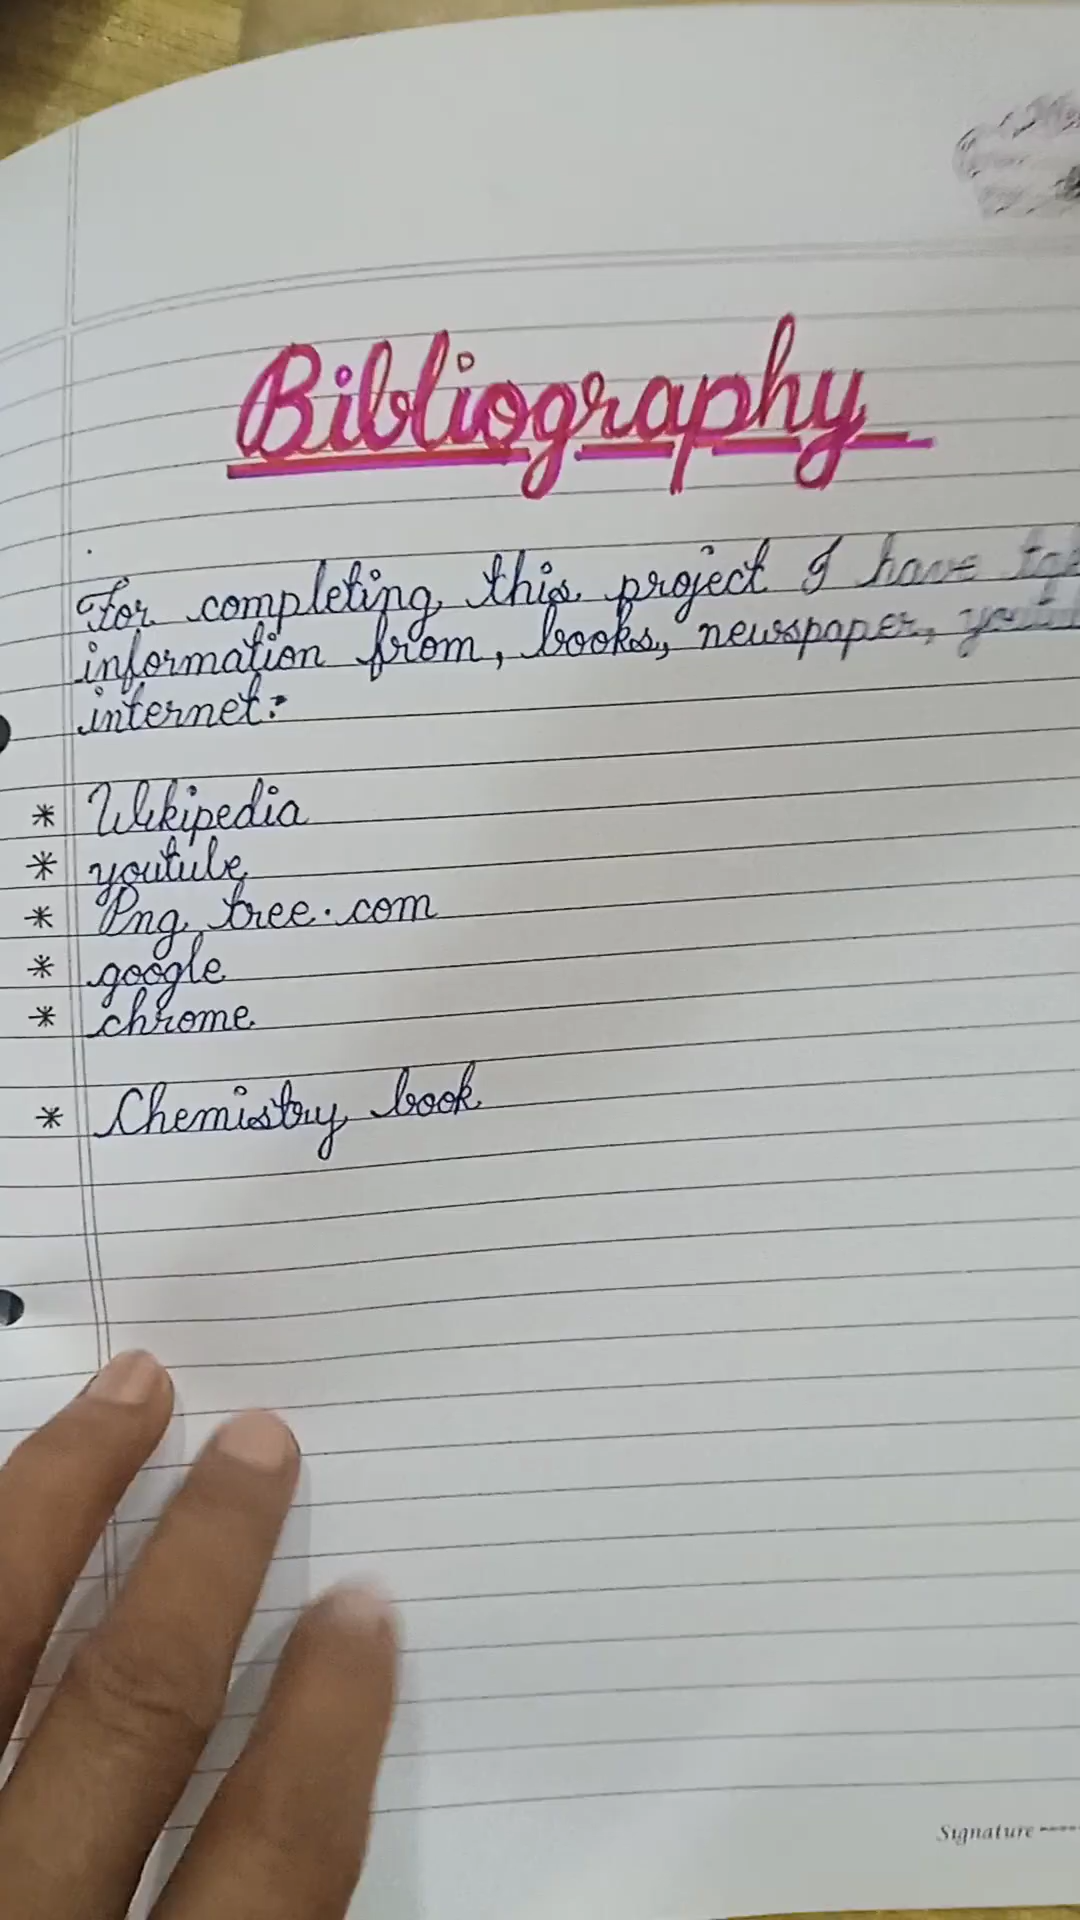 Bibliography
For completing this project I have
information from, books, newspaper,
internet:-
* Wikipedia
* youtube
* Png tree.com
* google
* chrome
* Chemistry book
Signature